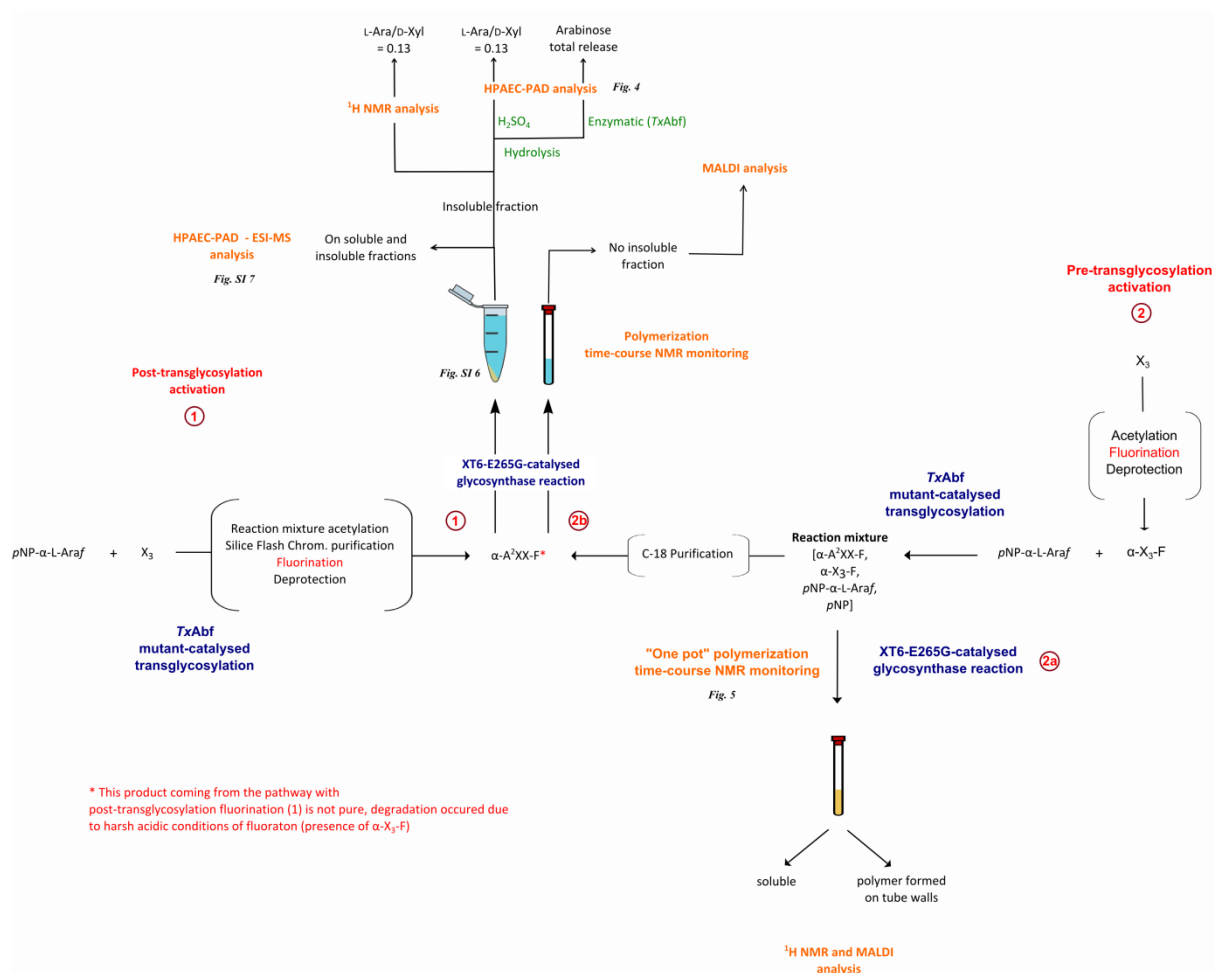 L-Ara/D-Xyl
= 0.13
L-Ara/D-Xyl
= 0.13
Arabinose
total release
HPAEC-PAD analysis
Fig. 4
¹H NMR analysis
H₂SO₄
Enzymatic (TxAbf)
Hydrolysis
MALDI analysis
Insoluble fraction
HPAEC-PAD - ESI-MS
analysis
Fig. SI 7
On soluble and
insoluble fractions
No insoluble
fraction
Pre-transglycosylation
activation
2
X₃
Polymerization
time-course NMR monitoring
Fig. SI 6
Post-transglycosylation
activation
1
Acetylation
Fluorination
Deprotection
XT6-E265G-catalysed
glycosynthase reaction
TxAbf
mutant-catalysed
transglycosylation
1
2b
pNP-α-L-Araf + X₃
Reaction mixture acetylation
Silice Flash Chrom. purification
Fluorination
Deprotection
α-A²XX-F*
C-18 Purification
Reaction mixture
[α-A²XX-F,
α-X3-F,
pNP-α-L-Araf,
pNP]
pNP-α-L-Araf + α-X₃-F
TxAbf
mutant-catalysed
transglycosylation
"One pot" polymerization
time-course NMR monitoring
Fig. 5
XT6-E265G-catalysed
glycosynthase reaction
2a
* This product coming from the pathway with
post-transglycosylation fluorination (1) is not pure, degradation occured due
to harsh acidic conditions of fluoraton (presence of α-X₃-F)
soluble
polymer formed
on tube walls
¹H NMR and MALDI
analysis